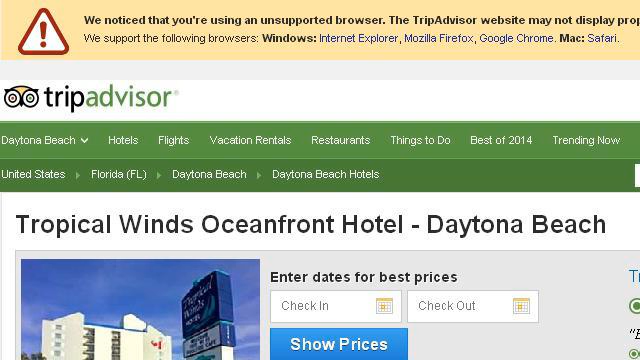 We noticed that you're using an unsupported browser. The TripAdvisor website may not display prop
We support the following browsers: Windows: Internet Explorer, Mozilla Firefox, Google Chrome. Mac: Safari.
tripadvisor®
Daytona Beach Hotels Flights Vacation Rentals Restaurants Things to Do Best of 2014 Trending Now
United States Florida (FL) Daytona Beach Daytona Beach Hotels
Tropical Winds Oceanfront Hotel - Daytona Beach
Enter dates for best prices
Check In Check Out
Show Prices
Tropical
Winds